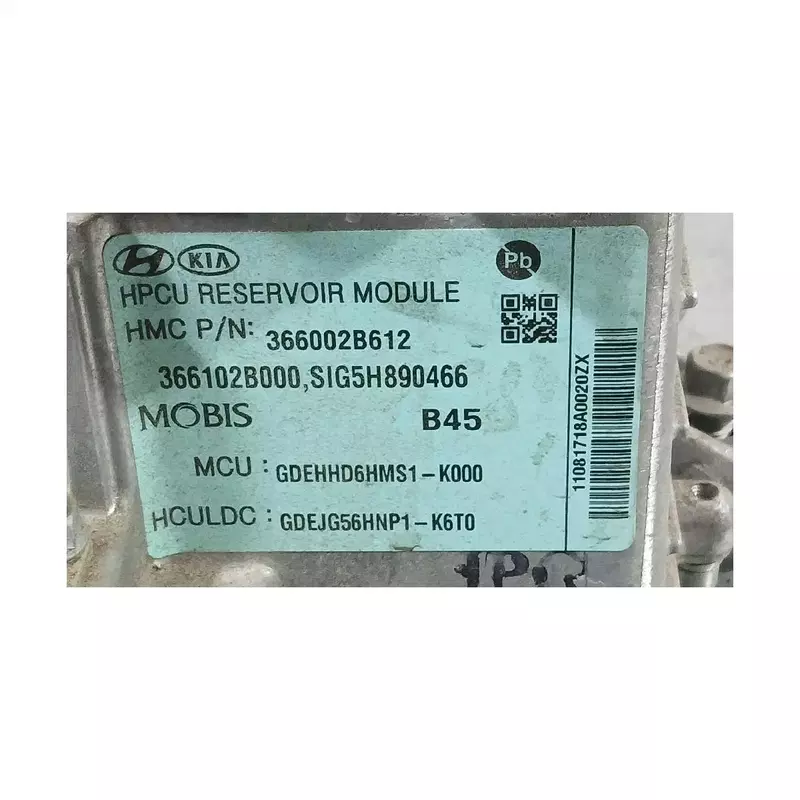 KIA
Pb
HPCU RESERVOIR MODULE
HMC P/N: 366002B612
366102B000,SIG5H890466
MOBIS B45
MCU : GDEHHD6HMS1-K000
HCULDC : GDEJG56HNP1-K6T0
11081718A0020ZX